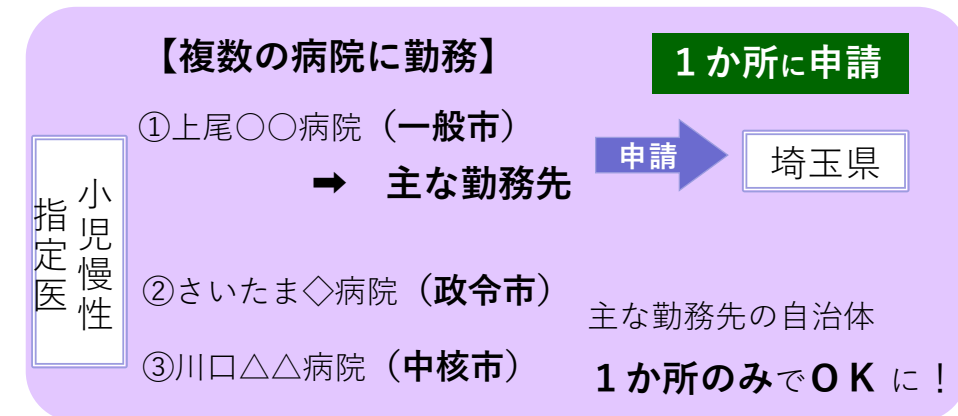 【複数の病院に勤務】
1か所に申請
小児慢性
指定医
①上尾〇〇病院（一般市）
➡ 主な勤務先
申請
埼玉県
②さいたま◇病院（政令市）
③川口△△病院（中核市）
主な勤務先の自治体
1か所のみでＯＫに！